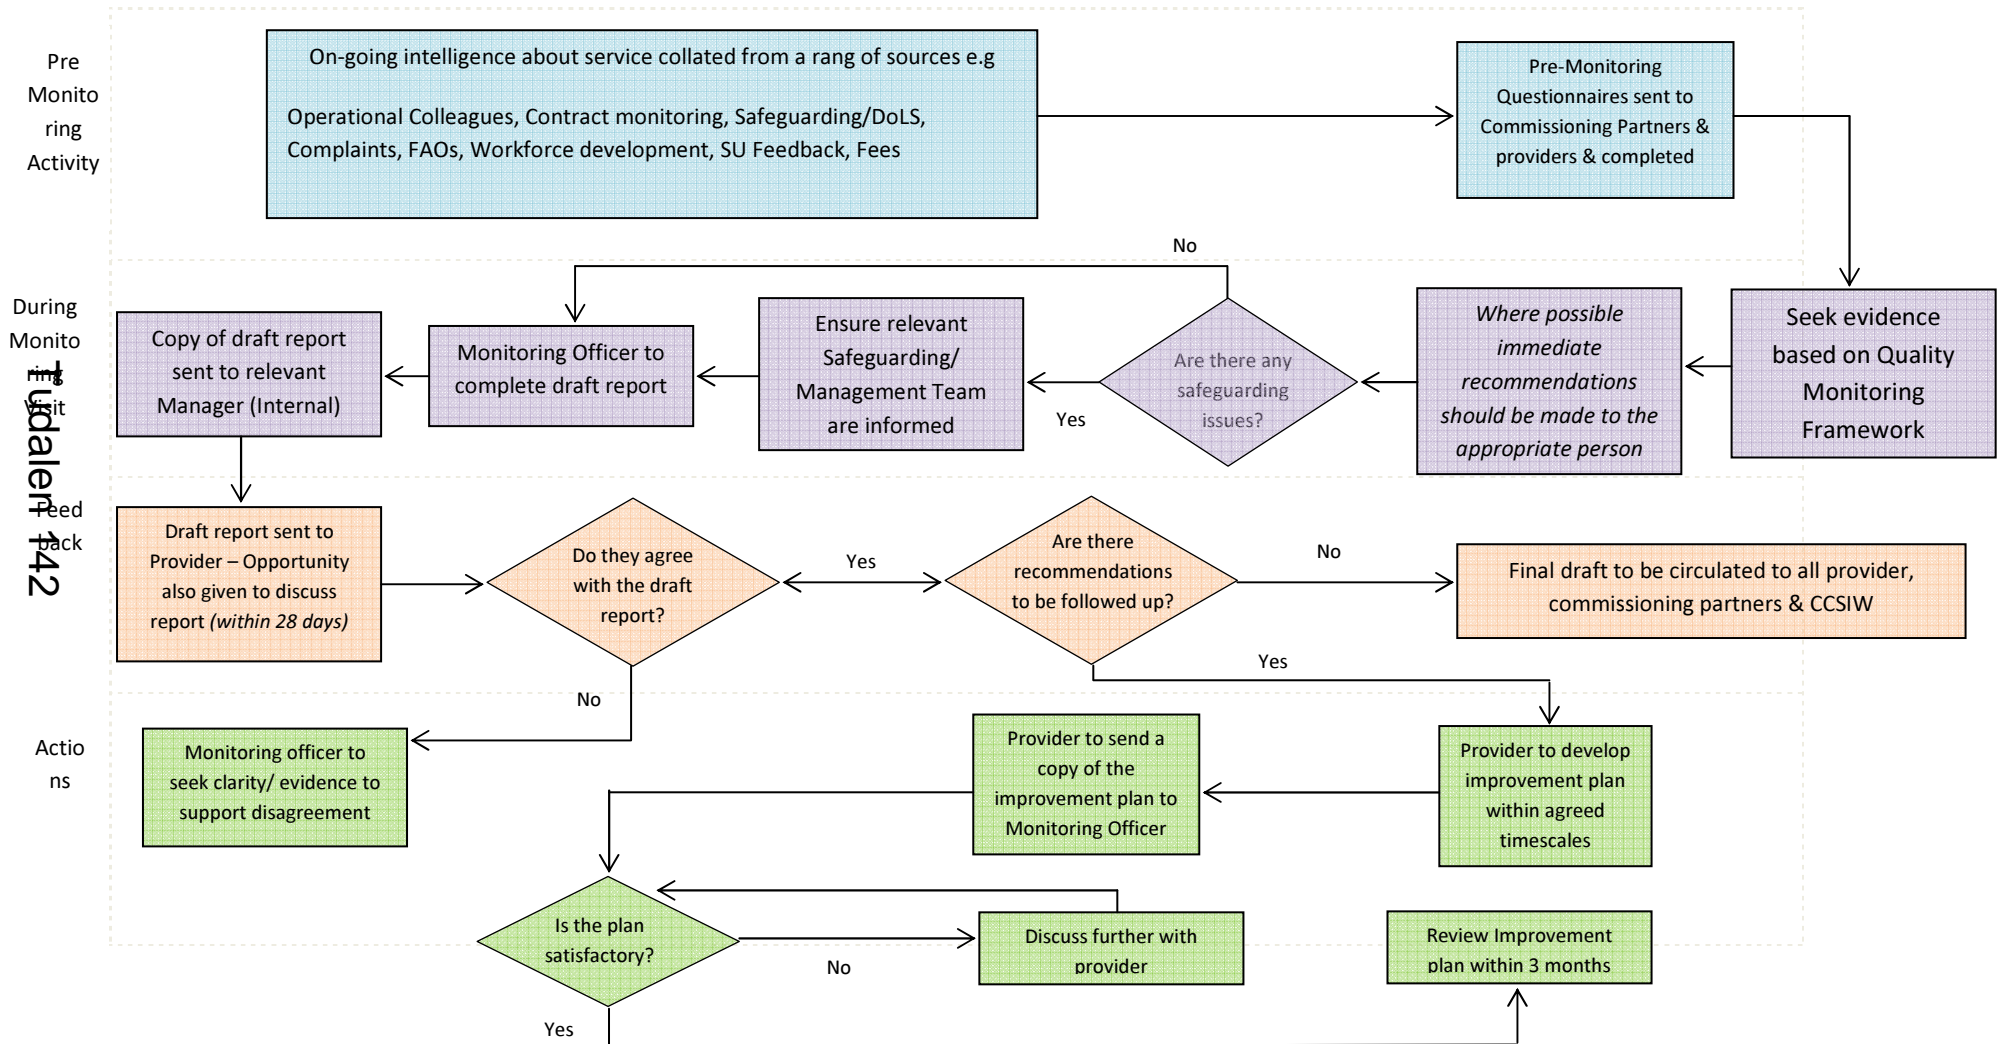 Pre
Monito
ring
Activity
On-going intelligence about service collated from a rang of sources e.g
Operational Colleagues, Contract monitoring, Safeguarding/DoLS,
Complaints, FAOs, Workforce development, SU Feedback, Fees
Pre-Monitoring
Questionnaires sent to
Commissioning Partners &
providers & completed
No
During
Monito
ring
Visit
Copy of draft report
sent to relevant
Manager (Internal)
Monitoring Officer to
complete draft report
Ensure relevant
Safeguarding/
Management Team
are informed
Yes
Are there any
safeguarding
issues?
Where possible
immediate
recommendations
should be made to the
appropriate person
Seek evidence
based on Quality
Monitoring
Framework
Tudalen 142
Feed
back
Draft report sent to
Provider – Opportunity
also given to discuss
report (within 28 days)
Do they agree
with the draft
report?
Yes
Are there
recommendations
to be followed up?
No
Final draft to be circulated to all provider,
commissioning partners & CCSIW
Yes
No
Actio
ns
Monitoring officer to
seek clarity/ evidence to
support disagreement
Provider to send a
copy of the
improvement plan to
Monitoring Officer
Provider to develop
improvement plan
within agreed
timescales
Is the plan
satisfactory?
No
Discuss further with
provider
Review Improvement
plan within 3 months
Yes